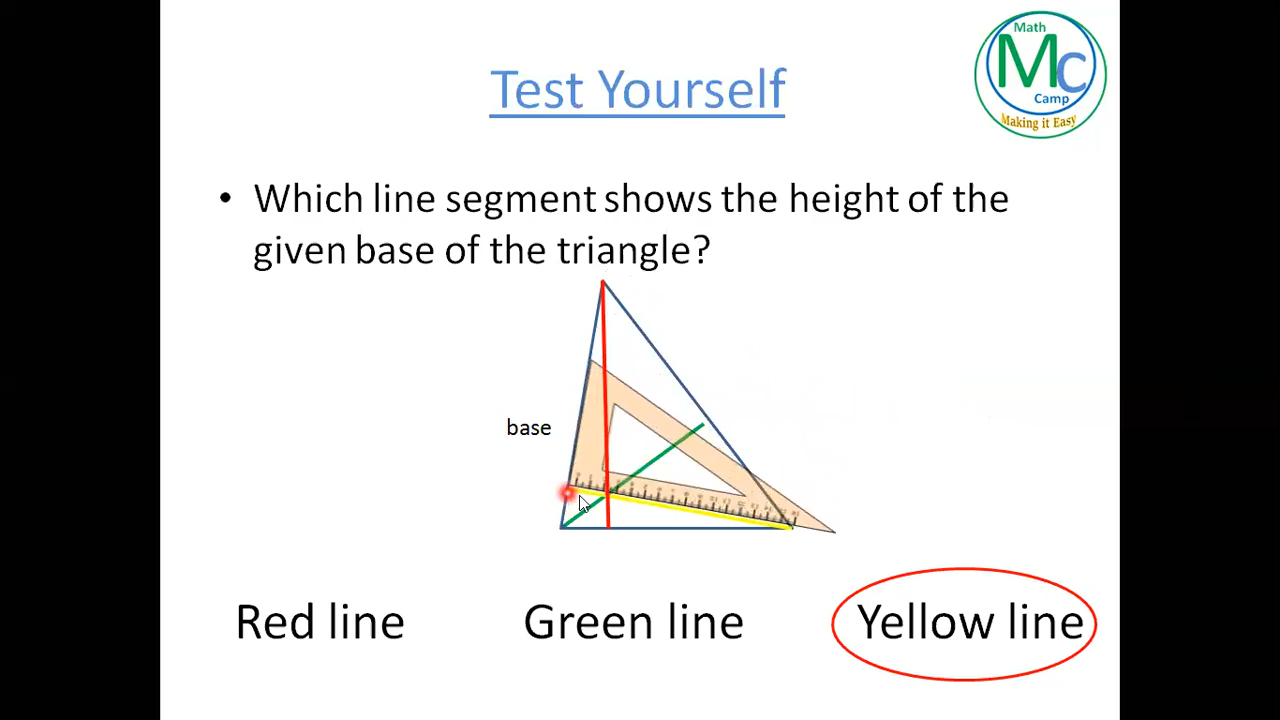 Math
MC
Camp
Making it Easy
Test Yourself
• Which line segment shows the height of the
given base of the triangle?
base
Red line
Green line
Yellow line